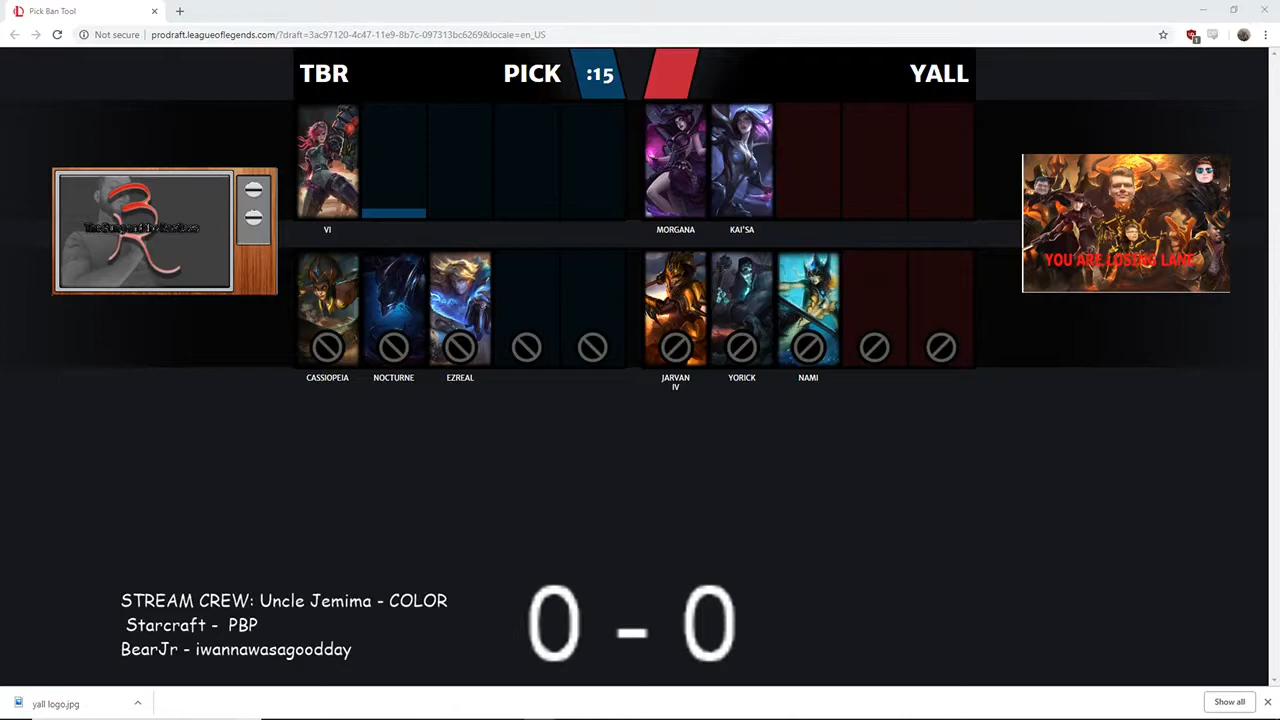 Pick Ban Tool
Not secure
prodraft.leagueoflegends.com/?draft=3ac97120-4c47-11e9-8b7c-097313bc6269&locale=en_US
1
TBR
PICK
:15
YALL
VI
MORGANA
KAI'SA
YOU ARE LOSING LANE
CASSIOPEIA
NOCTURNE
EZREAL
JARVAN
IV
YORICK
NAMI
STREAM CREW: Uncle Jemima - COLOR
Starcraft - PBP
BearJr - iwannawasagoodday
0 - 0
yall logo.jpg
Show all